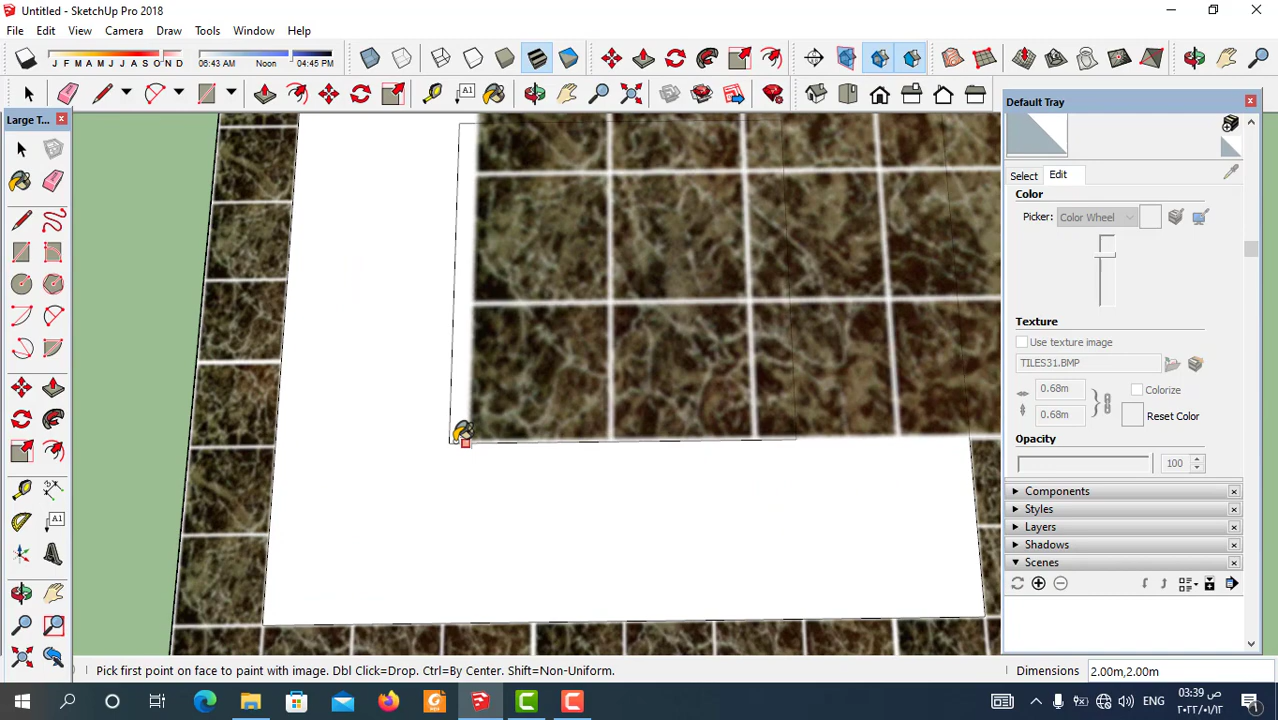 Untitled - SketchUp Pro 2018
File Edit View Camera Draw Tools Window Help
J F M A M J J A S O N D 06:43 AM Noon 04:45 PM
Large T...
Default Tray
Select Edit
Color
Picker: Color Wheel
Texture
Use texture image
TILES31.BMP
0.68m Colorize
0.68m Reset Color
Opacity
100
Components
Styles
Layers
Shadows
Scenes
Pick first point on face to paint with image. Dbl Click=Drop. Ctrl=By Center. Shift=Non-Uniform.
Dimensions 2.00m,2.00m
ENG
03:39 ص
٢٠٢٢/٠١/١٢